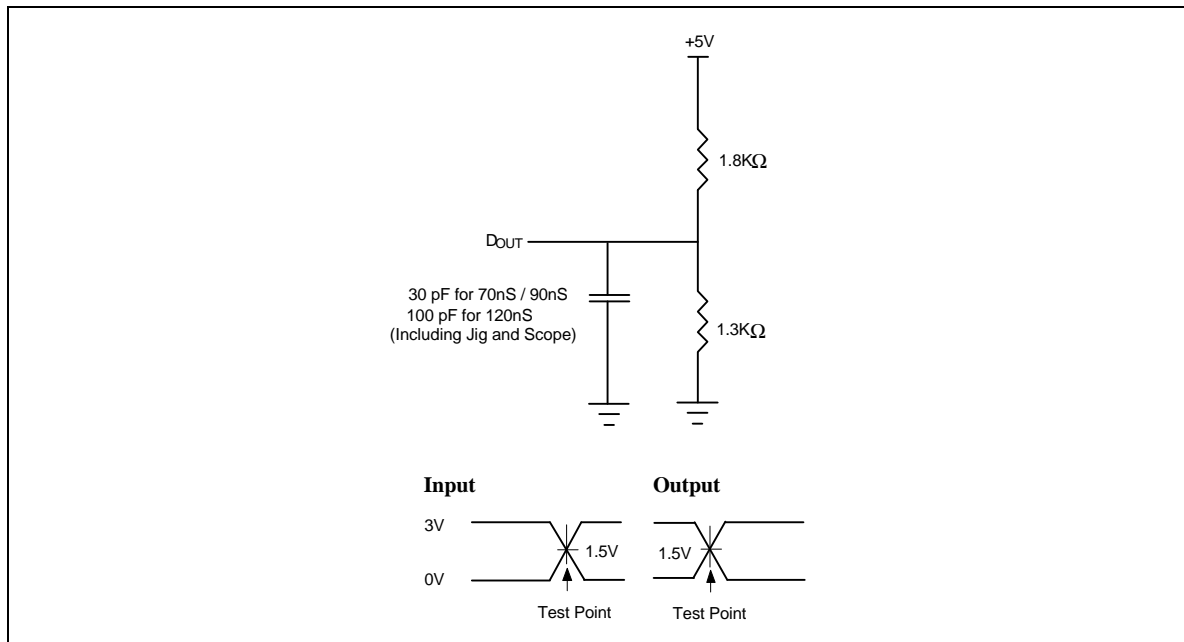 +5V
1.8KΩ
DOUT
30 pF for 70nS / 90nS
100 pF for 120nS
(Including Jig and Scope)
1.3KΩ
Input
Output
3V
1.5V
1.5V
0V
Test Point
Test Point